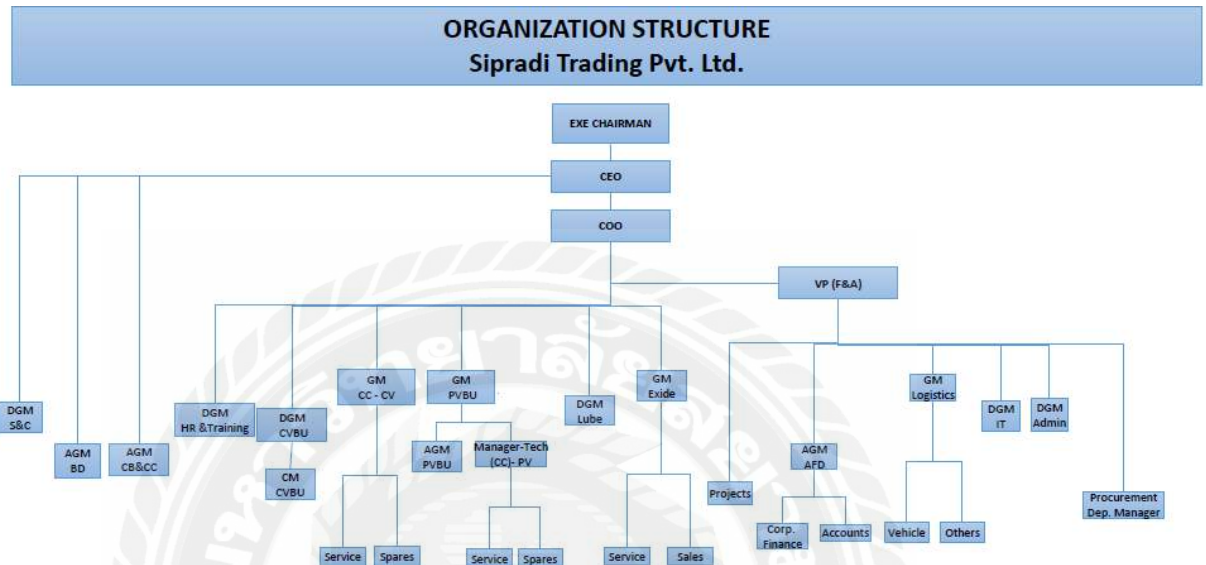 ORGANIZATION STRUCTURE
Sipradi Trading Pvt. Ltd.
EXE CHAIRMAN
CEO
COO
VP (F&A)
DGM
S&C
AGM
BD
AGM
CB&CC
DGM
HR &Training
DGM
CVBU
CM
CVBU
GM
CC - CV
Service
Spares
GM
PVBU
AGM
PVBU
Manager-Tech
(CC)- PV
Service
Spares
DGM
Lube
GM
Exide
Service
Sales
Projects
AGM
AFD
Corp.
Finance
Accounts
GM
Logistics
Vehicle
Others
DGM
IT
DGM
Admin
Procurement
Dep. Manager